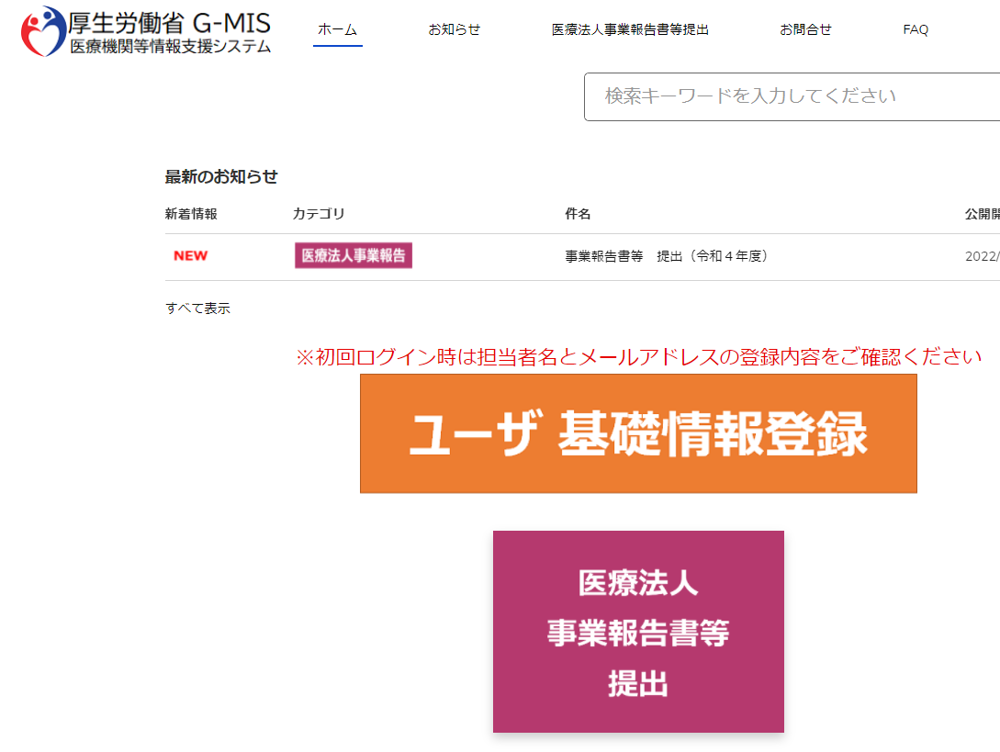 厚生労働省 G-MIS
医療機関等情報支援システム
ホーム お知らせ 医療法人事業報告書等提出 お問合せ FAQ
検索キーワードを入力してください
最新のお知らせ
新着情報 カテゴリ 件名 公開開
NEW 医療法人事業報告 事業報告書等　提出（令和４年度） 2022/
すべて表示
※初回ログイン時は担当者名とメールアドレスの登録内容をご確認ください
ユーザ 基礎情報登録
医療法人
事業報告書等
提出